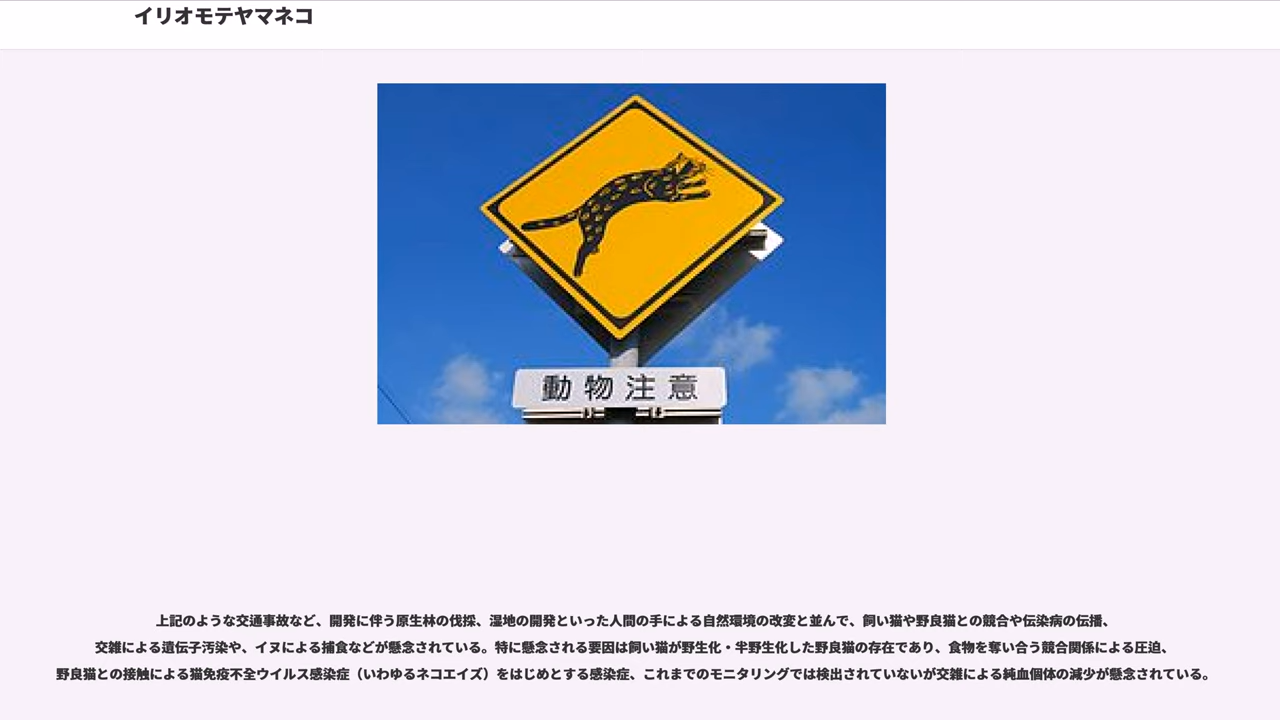 イリオモテヤマネコ
動物注意
上記のような交通事故など、開発に伴う原生林の伐採、湿地の開発といった人間の手による自然環境の改変と並んで、飼い猫や野良猫との競合や伝染病の伝播、
交雑による遺伝子汚染や、イヌによる捕食などが懸念されている。特に懸念される要因は飼い猫が野生化・半野生化した野良猫の存在であり、食物を奪い合う競合関係による圧迫、
野良猫との接触による猫免疫不全ウイルス感染症（いわゆるネコエイズ）をはじめとする感染症、これまでのモニタリングでは検出されていないが交雑による純血個体の減少が懸念されている。